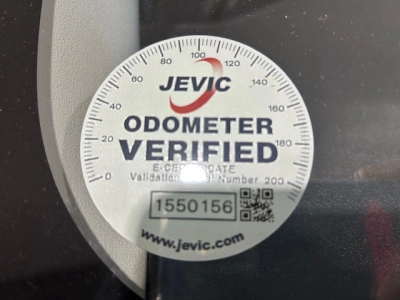 0 20 40 60 80 100 120 140 160 180 200
JEVIC
ODOMETER
VERIFIED
E-CERTIFICATE
Validation Number
1550156
www.jevic.com